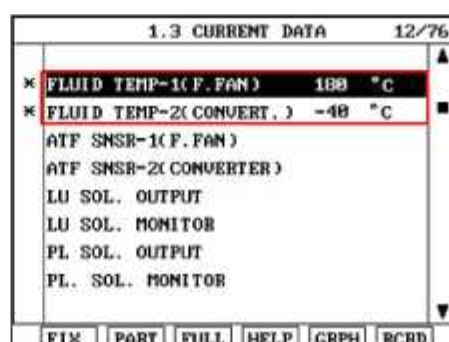 1.3 CURRENT DATA 12/76
* FLUID TEMP-1(F.FAN) 180 °C
* FLUID TEMP-2(CONVERT.) -40 °C
ATF SNSR-1(F.FAN)
ATF SNSR-2(CONVERTER)
LU SOL. OUTPUT
LU SOL. MONITOR
PL SOL. OUTPUT
PL. SOL. MONITOR
FIX PART FULL HELP GRPH RCRD